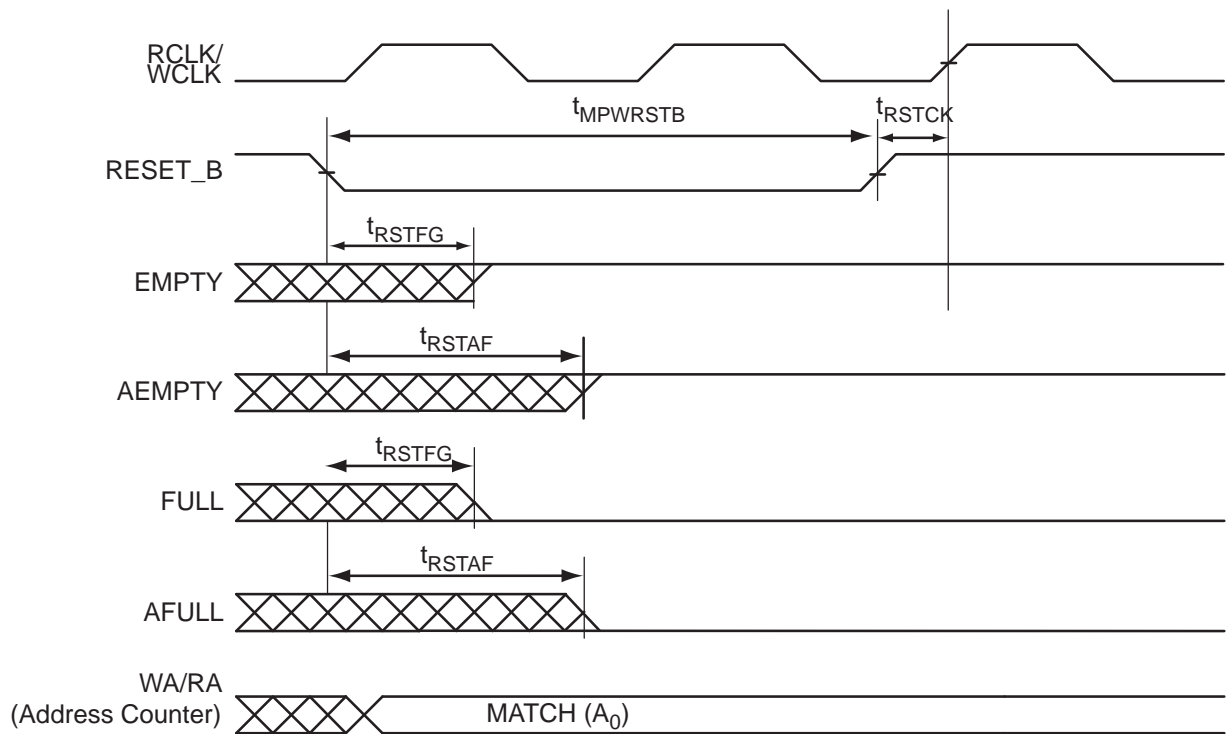 RCLK/
WCLK
tMPWRSTB
tRSTCK
RESET_B
tRSTFG
EMPTY
tRSTAF
AEMPTY
tRSTFG
FULL
tRSTAF
AFULL
WA/RA
(Address Counter)
MATCH (A0)